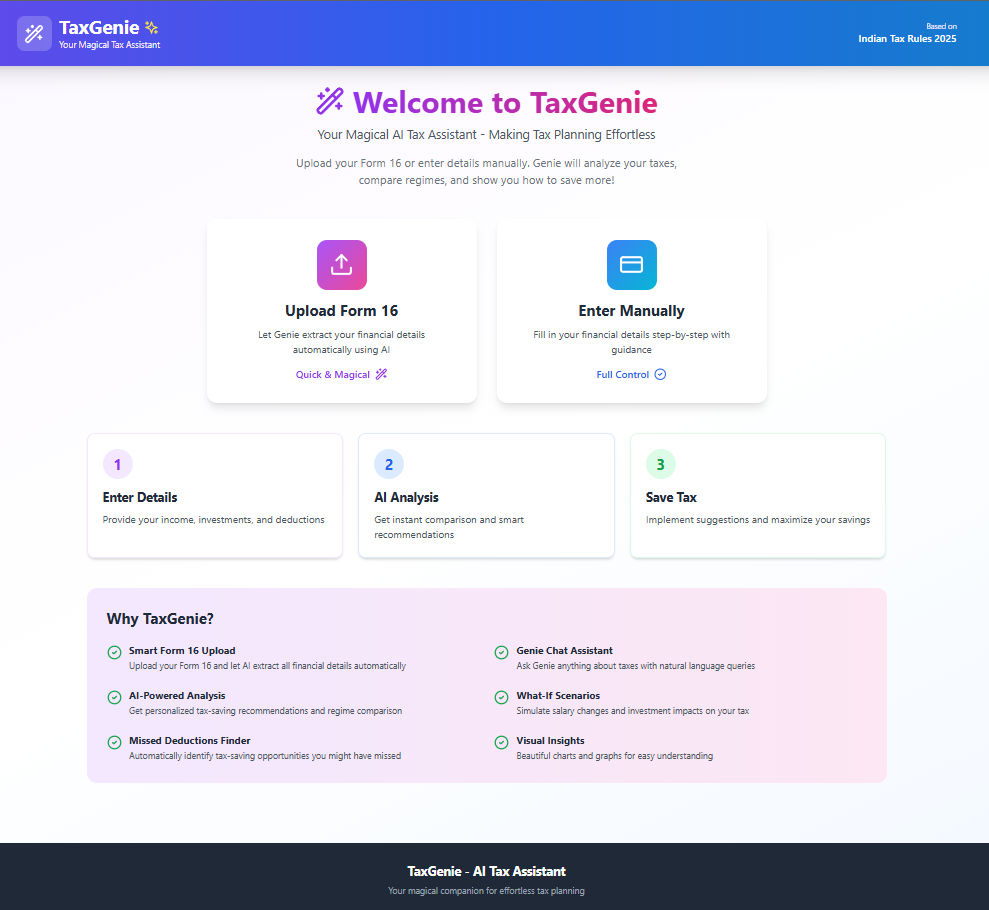 TaxGenie ✨
Your Magical Tax Assistant
Based on
Indian Tax Rules 2025
Welcome to TaxGenie
Your Magical AI Tax Assistant - Making Tax Planning Effortless
Upload your Form 16 or enter details manually. Genie will analyze your taxes,
compare regimes, and show you how to save more!
Upload Form 16
Let Genie extract your financial details
automatically using AI
Quick & Magical
Enter Manually
Fill in your financial details step-by-step with
guidance
Full Control
1
Enter Details
Provide your income, investments, and deductions
2
AI Analysis
Get instant comparison and smart
recommendations
3
Save Tax
Implement suggestions and maximize your savings
Why TaxGenie?
Smart Form 16 Upload
Upload your Form 16 and let AI extract all financial details automatically
Genie Chat Assistant
Ask Genie anything about taxes with natural language queries
AI-Powered Analysis
Get personalized tax-saving recommendations and regime comparison
What-If Scenarios
Simulate salary changes and investment impacts on your tax
Missed Deductions Finder
Automatically identify tax-saving opportunities you might have missed
Visual Insights
Beautiful charts and graphs for easy understanding
TaxGenie - AI Tax Assistant
Your magical companion for effortless tax planning